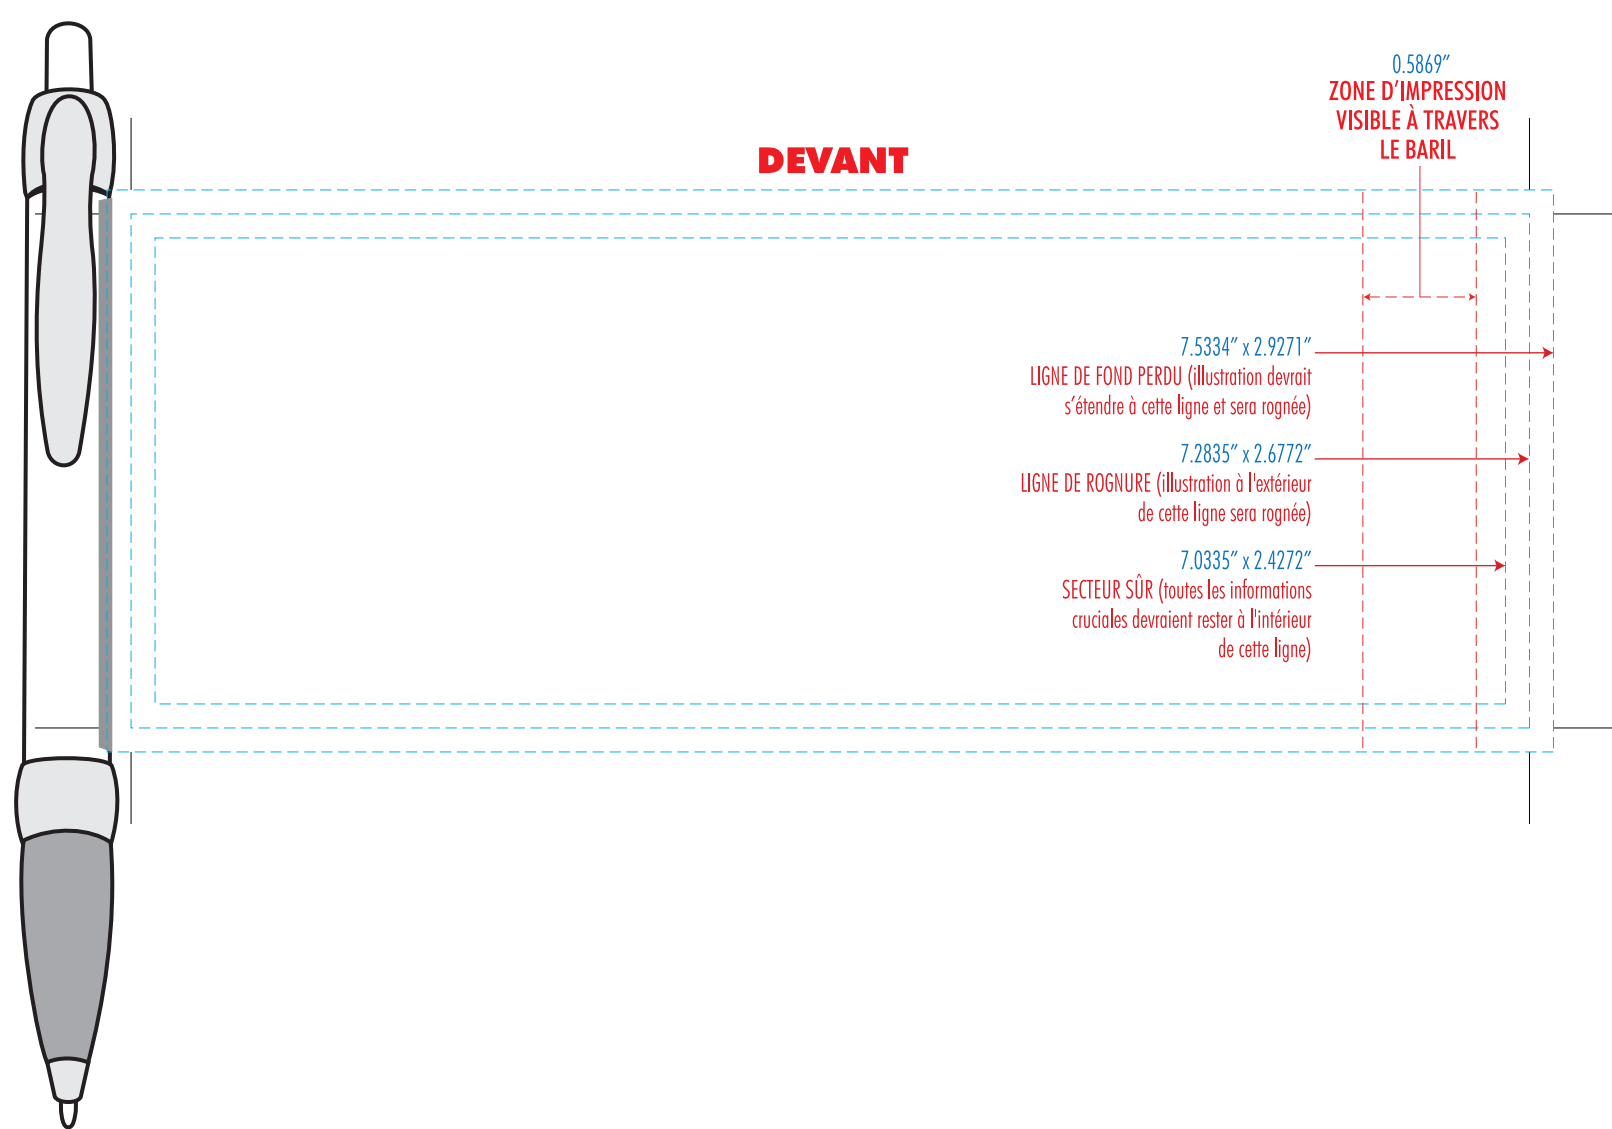 0.5869"
ZONE D'IMPRESSION
VISIBLE À TRAVERS
LE BARIL
DEVANT
7.5334" x 2.9271"
LIGNE DE FOND PERDU (illustration devrait
s'étendre à cette ligne et sera rognée)
7.2835" x 2.6772"
LIGNE DE ROGNURE (illustration à l'extérieur
de cette ligne sera rognée)
7.0335" x 2.4272"
SECTEUR SÛR (toutes les informations
cruciales devraient rester à l'intérieur
de cette ligne)